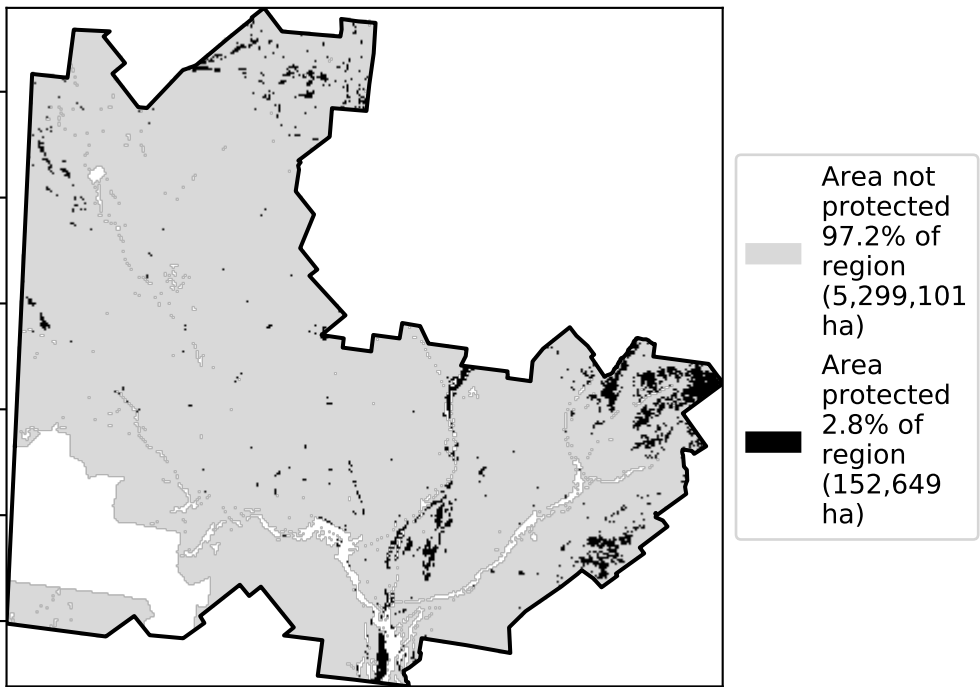 Area not
protected
97.2% of
region
(5,299,101
ha)
Area
protected
2.8% of
region
(152,649
ha)